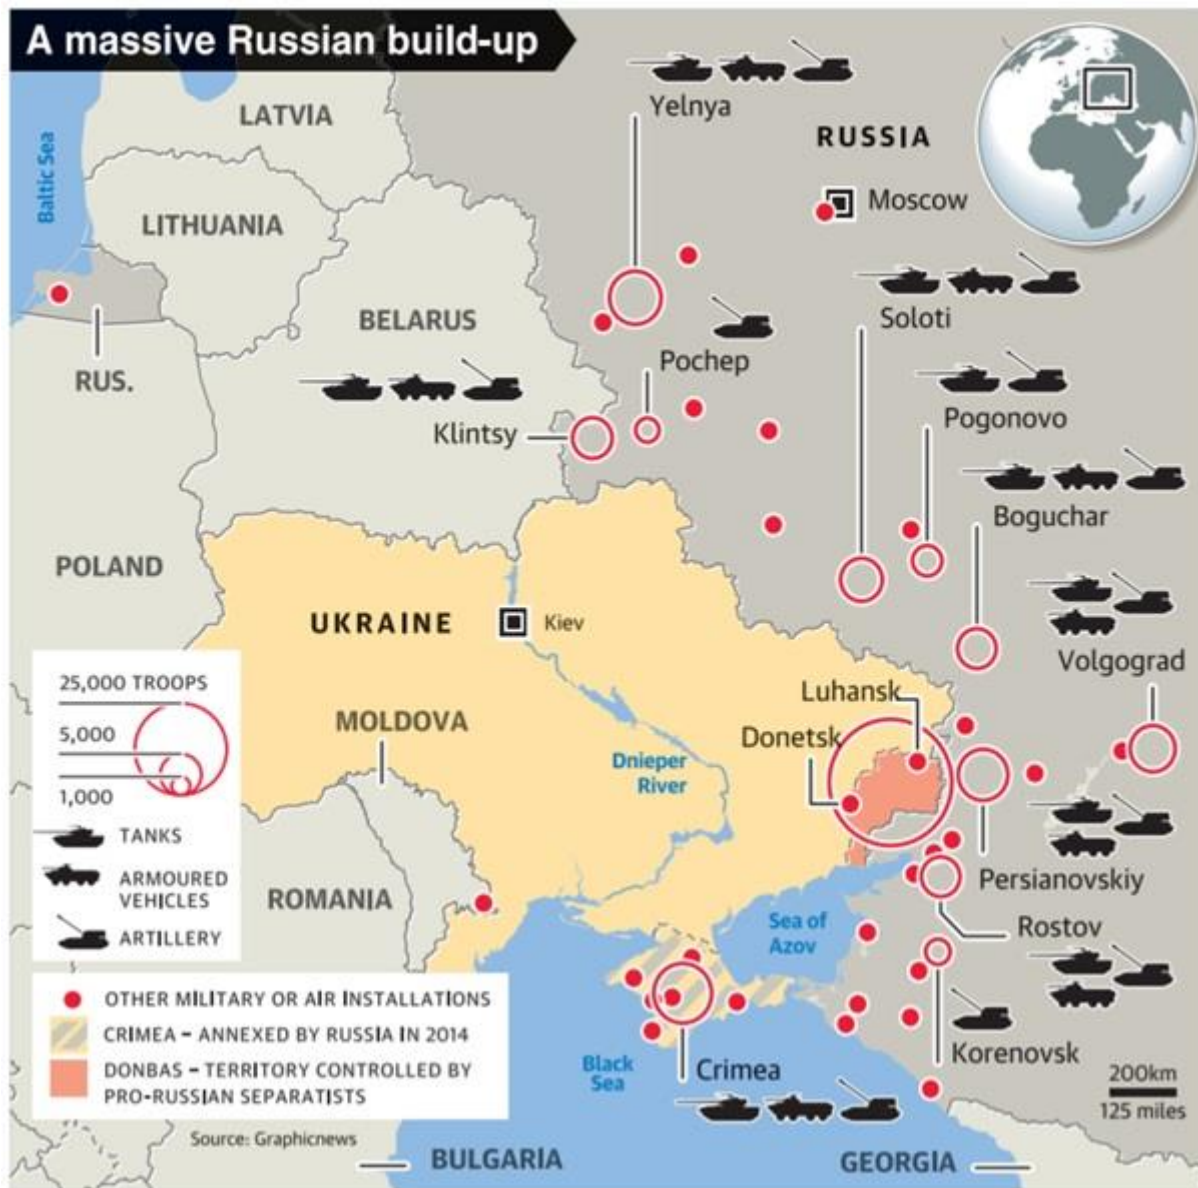 A massive Russian build-up
LATVIA
Yelnya
RUSSIA
Baltic Sea
LITHUANIA
Moscow
Soloti
BELARUS
Pochep
RUS.
Pogonovo
Klintsy
Boguchar
POLAND
UKRAINE
Kiev
Volgograd
25,000 TROOPS
5,000
1,000
Luhansk
MOLDOVA
Donetsk
Dnieper
River
TANKS
ARMOURED
VEHICLES
ARTILLERY
ROMANIA
Persianovskiy
Sea of
Azov
Rostov
OTHER MILITARY OR AIR INSTALLATIONS
CRIMEA – ANNEXED BY RUSSIA IN 2014
DONBAS – TERRITORY CONTROLLED BY
PRO-RUSSIAN SEPARATISTS
Black
Sea
Crimea
Korenovsk
200km
125 miles
Source: Graphicnews
BULGARIA
GEORGIA